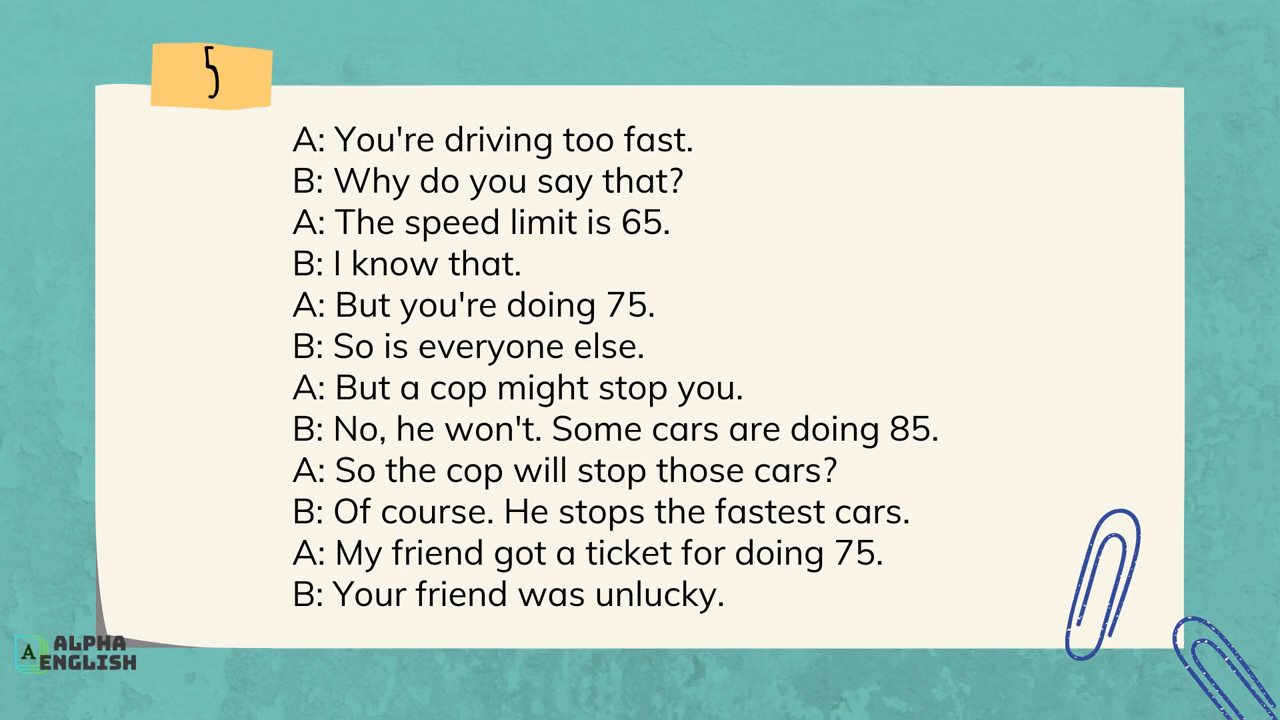 5
A: You're driving too fast.
B: Why do you say that?
A: The speed limit is 65.
B: I know that.
A: But you're doing 75.
B: So is everyone else.
A: But a cop might stop you.
B: No, he won't. Some cars are doing 85.
A: So the cop will stop those cars?
B: Of course. He stops the fastest cars.
A: My friend got a ticket for doing 75.
B: Your friend was unlucky.
A ALPHA
ENGLISH